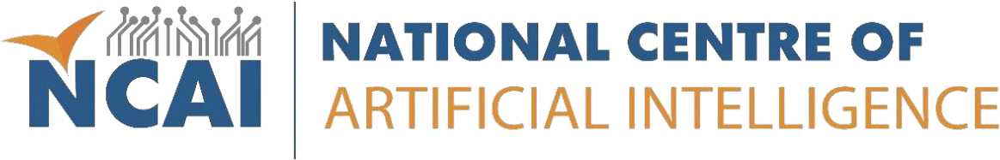 NCAI
NATIONAL CENTRE OF
ARTIFICIAL INTELLIGENCE